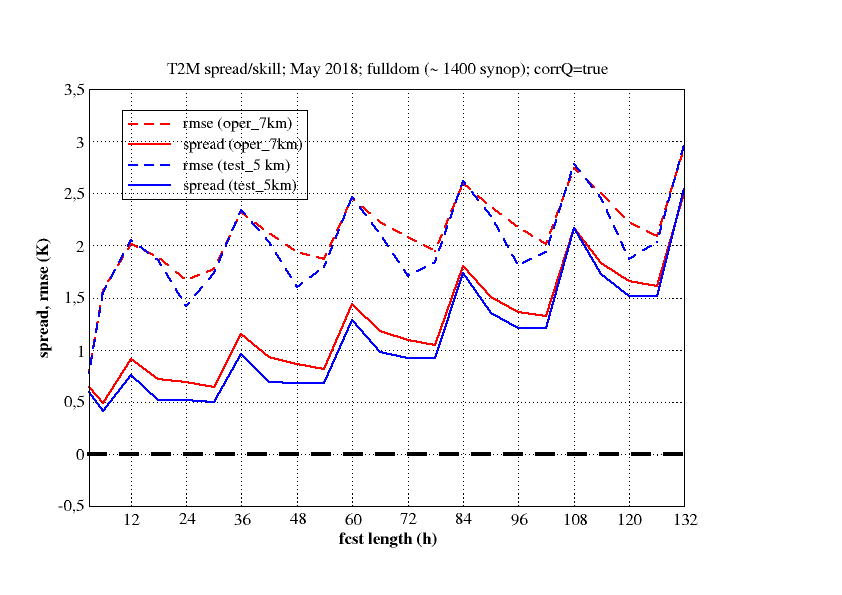 T2M spread/skill; May 2018; fulldom (~ 1400 synop); corrQ=true
3,5
3
2,5
2
1,5
1
0,5
0
-0,5
spread, rmse (K)
rmse (oper_7km)
spread (oper_7km)
rmse (test_5 km)
spread (test_5km)
12 24 36 48 60 72 84 96 108 120 132
fcst length (h)